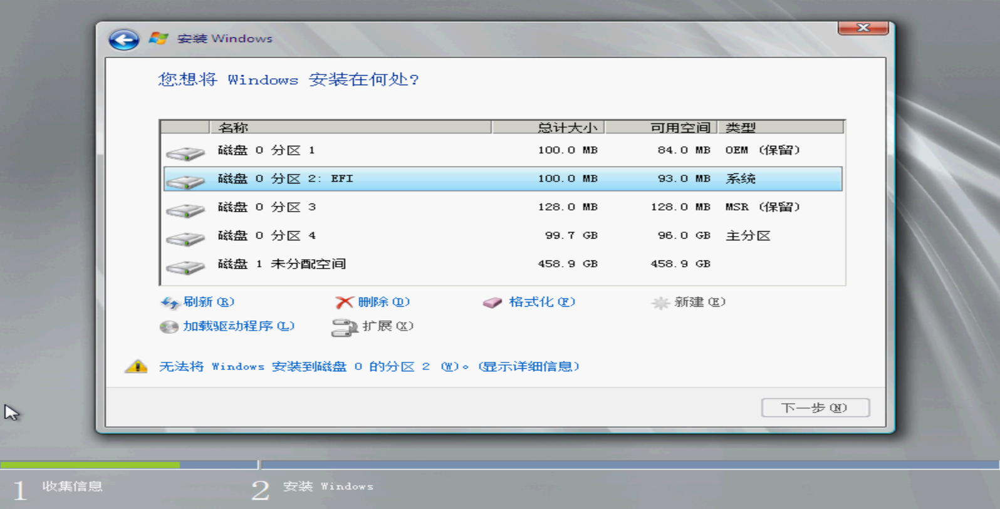 安装 Windows
您想将 Windows 安装在何处?
名称 总计大小 可用空间 类型
磁盘 0 分区 1 100.0 MB 84.0 MB OEM (保留)
磁盘 0 分区 2: EFI 100.0 MB 93.0 MB 系统
磁盘 0 分区 3 128.0 MB 128.0 MB MSR (保留)
磁盘 0 分区 4 99.7 GB 96.0 GB 主分区
磁盘 1 未分配空间 458.9 GB 458.9 GB
刷新(R) 删除(D) 格式化(F) 新建(E)
加载驱动程序(L) 扩展(X)
无法将 Windows 安装到磁盘 0 的分区 2 (W)。(显示详细信息)
下一步(N)
1 收集信息 2 安装 Windows